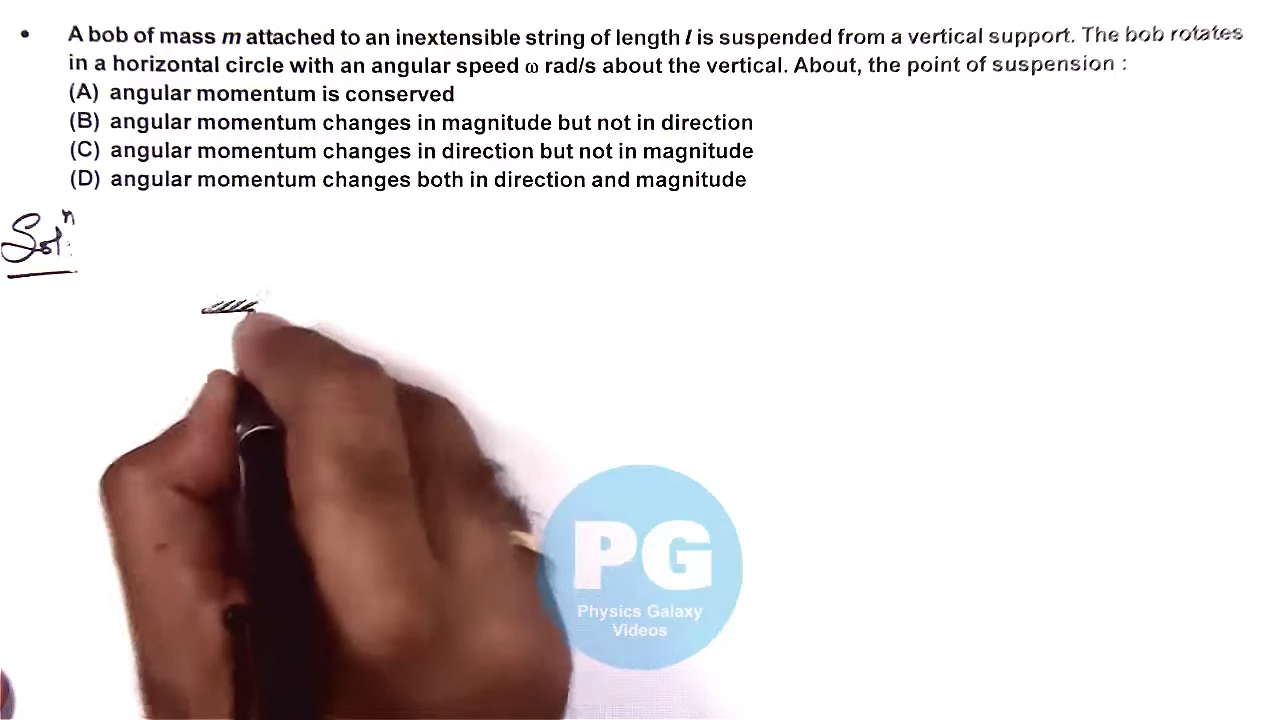 • A bob of mass m attached to an inextensible string of length l is suspended from a vertical support. The bob rotates
in a horizontal circle with an angular speed ω rad/s about the vertical. About, the point of suspension :
(A) angular momentum is conserved
(B) angular momentum changes in magnitude but not in direction
(C) angular momentum changes in direction but not in magnitude
(D) angular momentum changes both in direction and magnitude
Solⁿ:
PG
Physics Galaxy
Videos